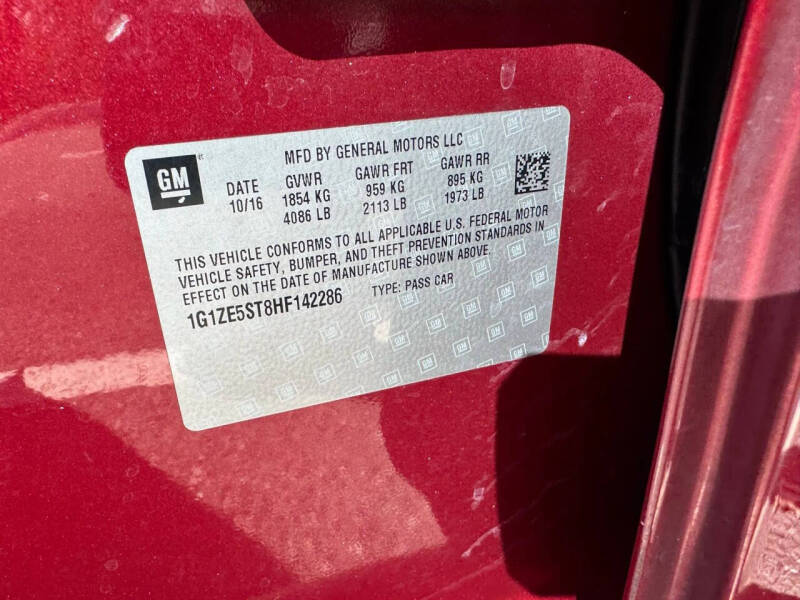 GM
MFD BY GENERAL MOTORS LLC
DATE GVWR GAWR FRT GAWR RR
10/16 1854 KG 959 KG 895 KG
4086 LB 2113 LB 1973 LB
THIS VEHICLE CONFORMS TO ALL APPLICABLE U.S. FEDERAL MOTOR
VEHICLE SAFETY, BUMPER, AND THEFT PREVENTION STANDARDS IN
EFFECT ON THE DATE OF MANUFACTURE SHOWN ABOVE.
1G1ZE5ST8HF142286 TYPE: PASS CAR